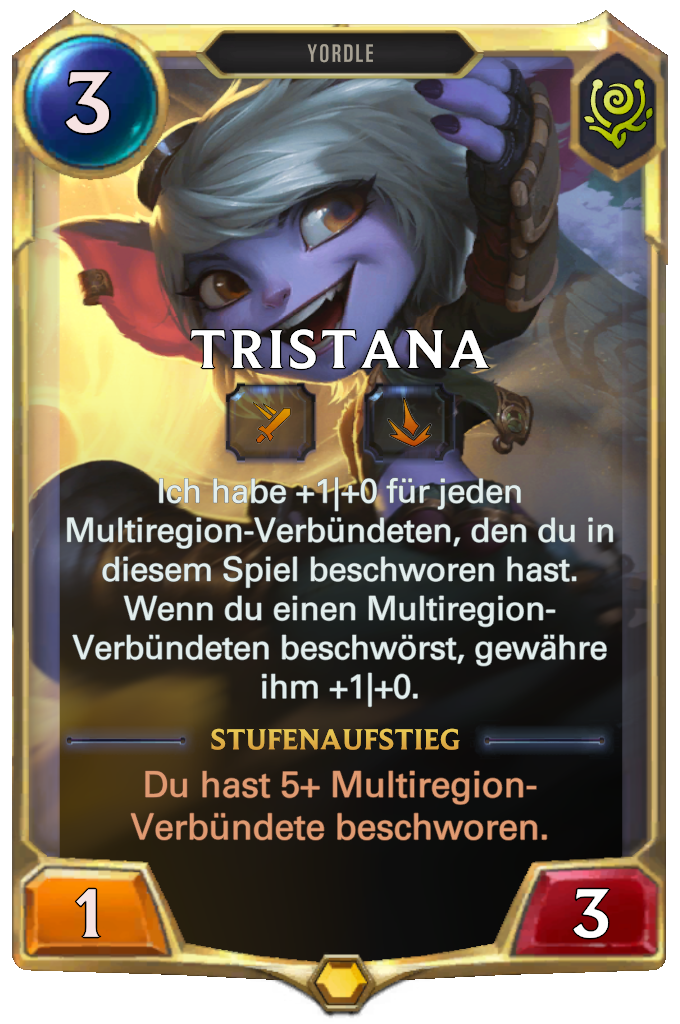 3
YORDLE
TRISTANA
Ich habe +1|+0 für jeden
Multiregion-Verbündeten, den du in
diesem Spiel beschworen hast.
Wenn du einen Multiregion-
Verbündeten beschwörst, gewähre
ihm +1|+0.
STUFENAUFSTIEG
Du hast 5+ Multiregion-
Verbündete beschworen.
1
3